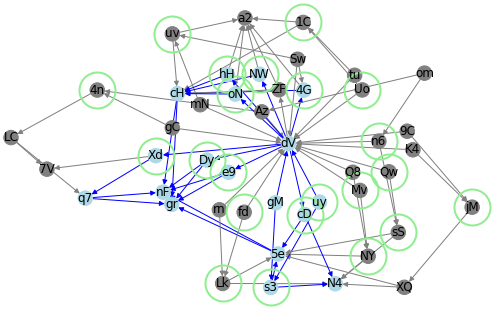 a2
1C
uv
Sw
hH
NW
tu
om
4n
cH
oN
ZF
4G
Uo
mN
Az
gC
9C
LC
dV
n6
K4
Xd
Dy
7V
e9
Q8
Qw
q7
nF
Mv
gr
m
fd
gM
uy
cD
jM
sS
5e
NY
Lk
s3
N4
XQ